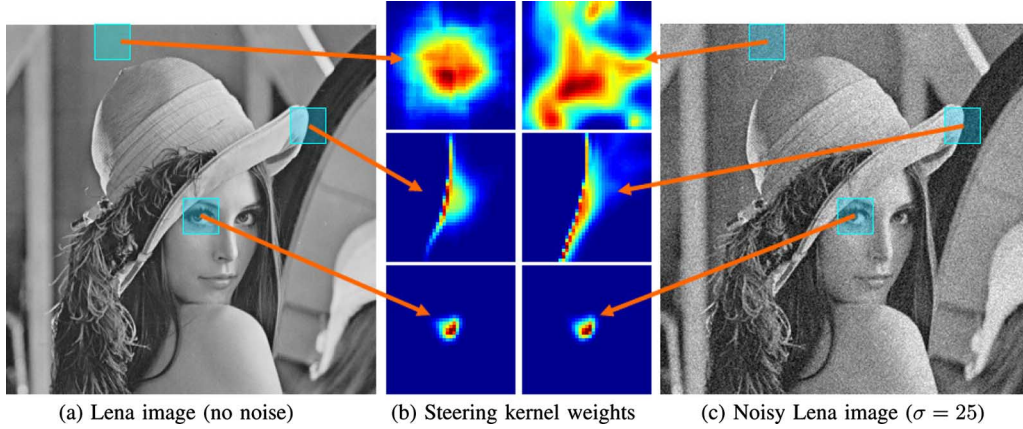 (a) Lena image (no noise)
(b) Steering kernel weights
(c) Noisy Lena image (σ = 25)